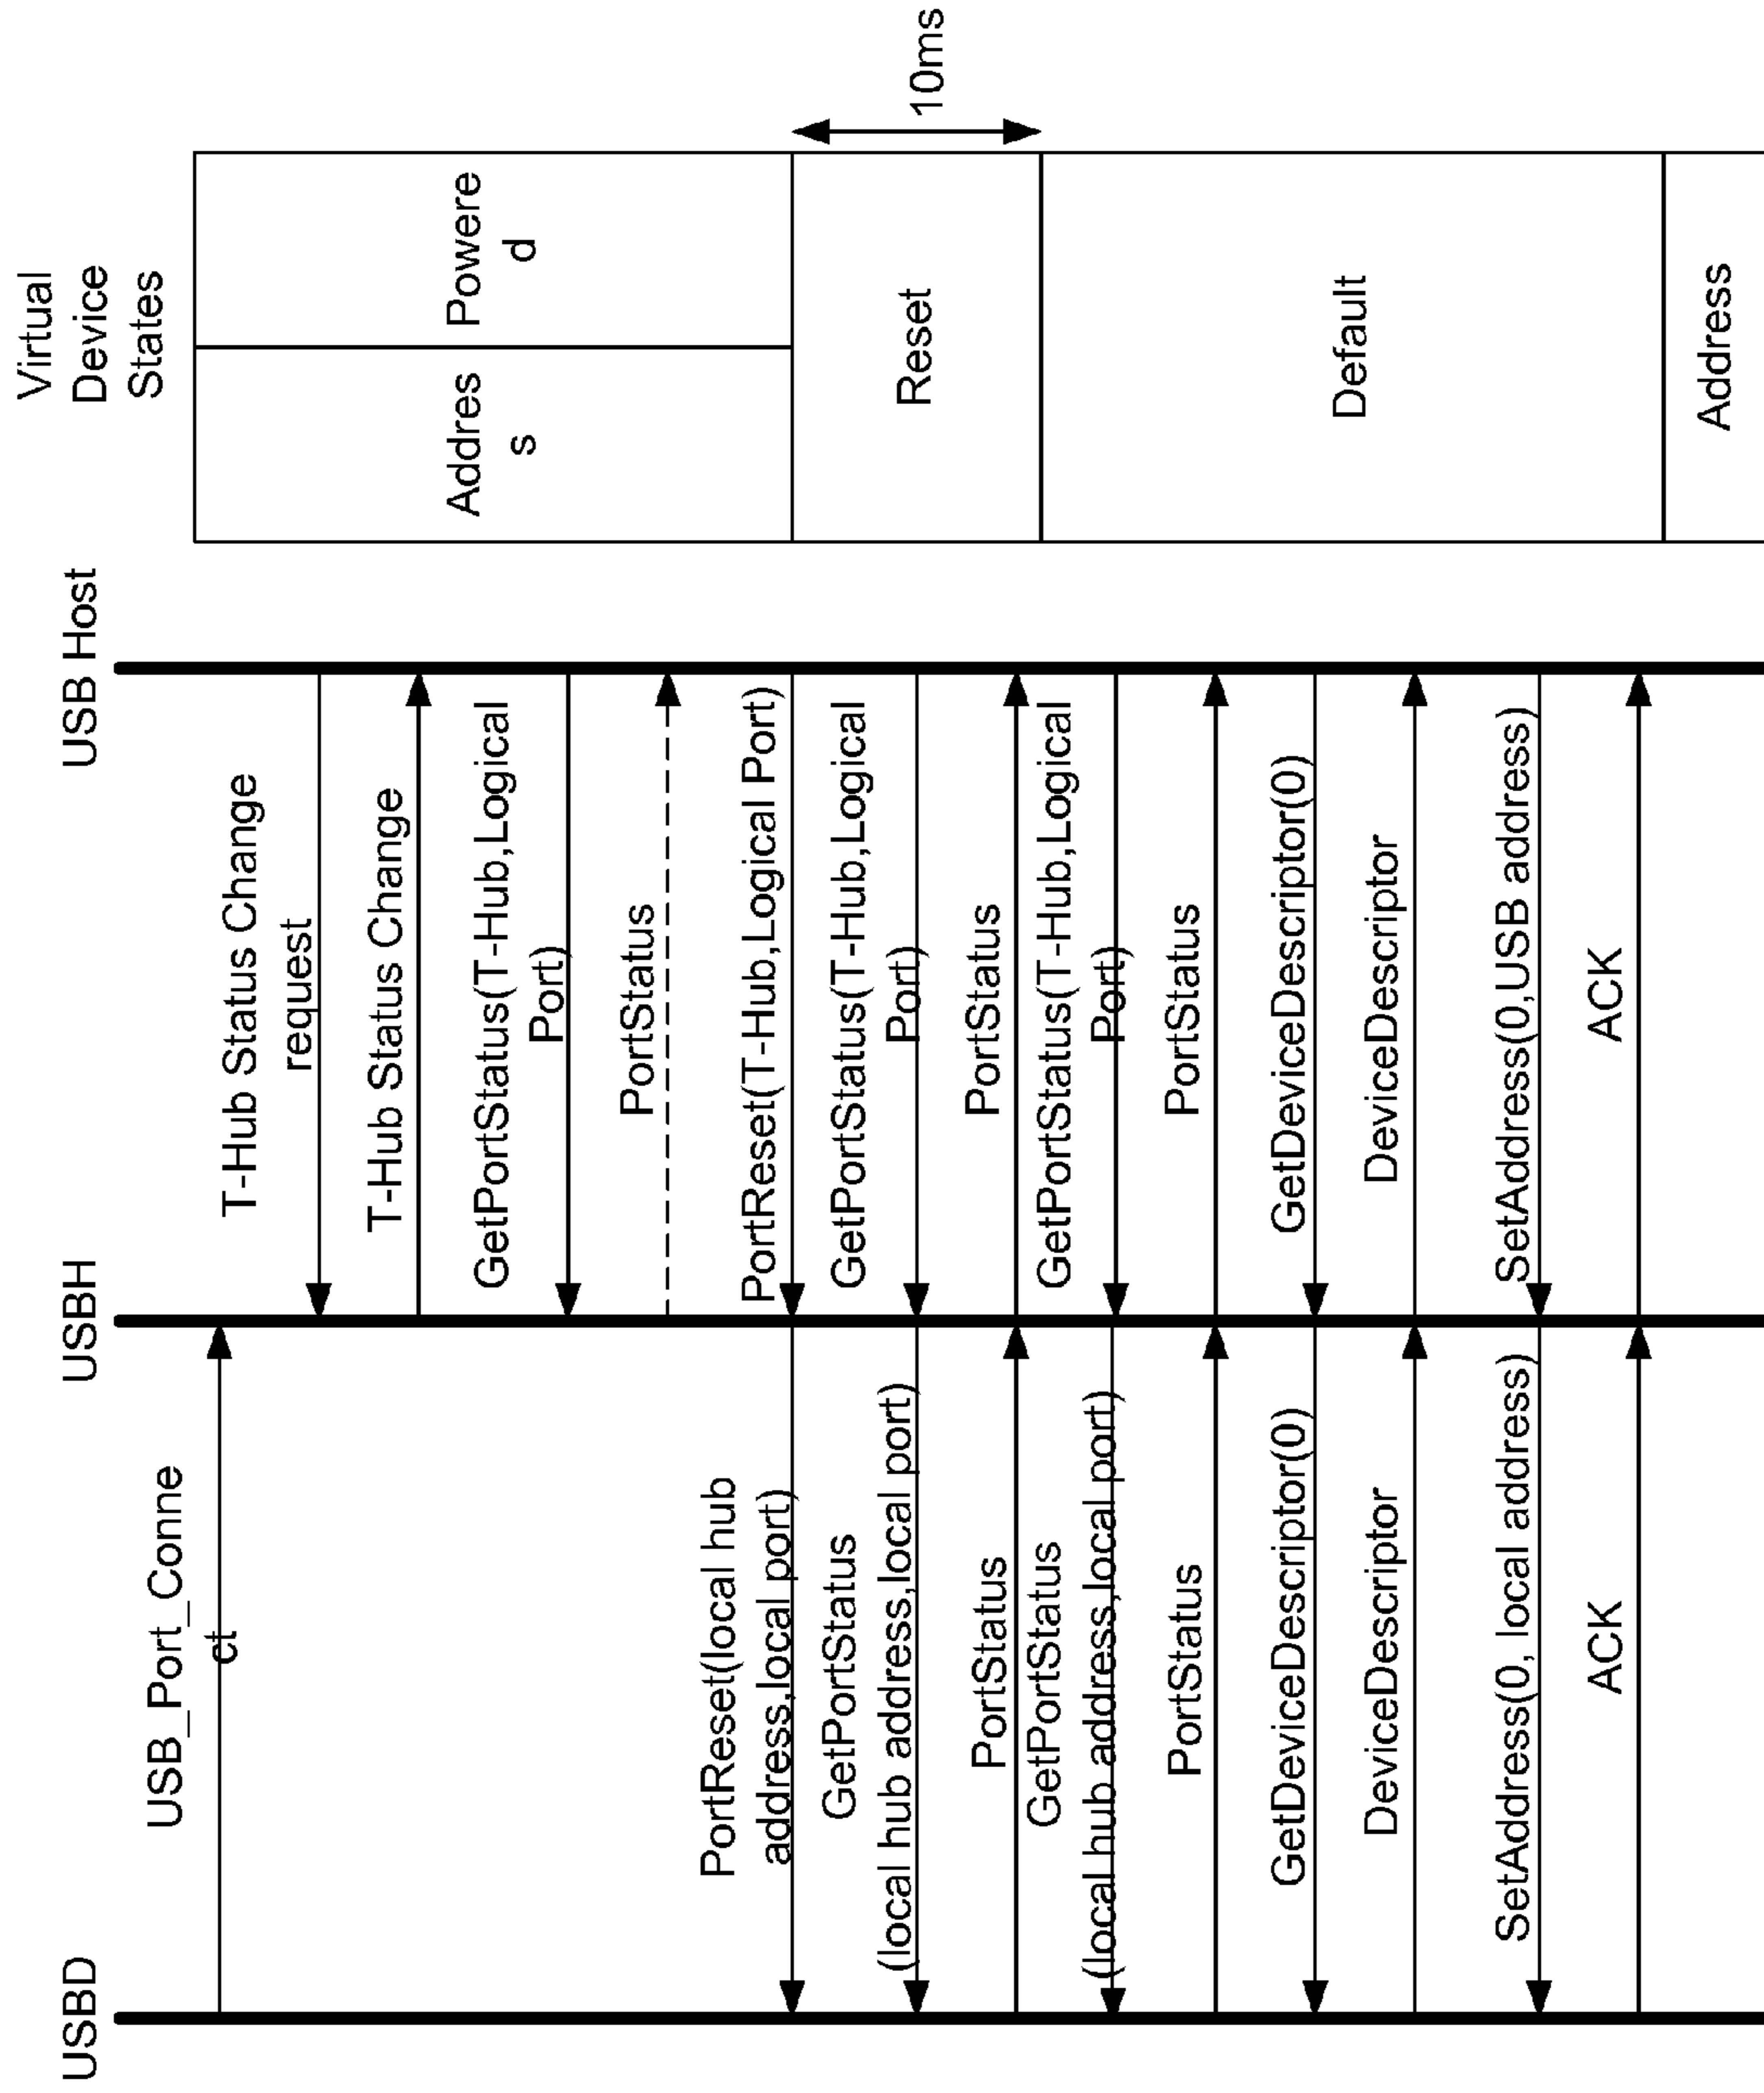 USBD
USBH
USB Host
Virtual
Device
States
USB_Port_Conne
ct
T-Hub Status Change
request
T-Hub Status Change
GetPortStatus(T-Hub,Logical
Port)
PortStatus
Addres
s
Powere
d
PortReset(local hub
address,local port)
PortReset(T-Hub,Logical Port)
GetPortStatus
(local hub address,local port)
GetPortStatus(T-Hub,Logical
Port)
Reset
10ms
PortStatus
PortStatus
GetPortStatus
(local hub address,local port)
GetPortStatus(T-Hub,Logical
Port)
PortStatus
PortStatus
GetDeviceDescriptor(0)
GetDeviceDescriptor(0)
Default
DeviceDescriptor
DeviceDescriptor
SetAddress(0, local address)
SetAddress(0,USB address)
ACK
ACK
Address